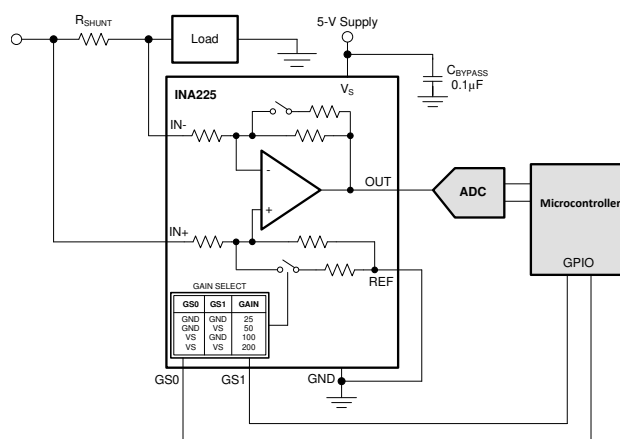 RSHUNT
Load
5-V Supply
CBYPASS
0.1µF
INA225
VS
IN-
-
OUT
ADC
Microcontroller
+
IN+
GPIO
REF
GAIN SELECT
GS0 GS1 GAIN
GND GND 25
GND VS 50
VS GND 100
VS VS 200
GS0 GS1 GND